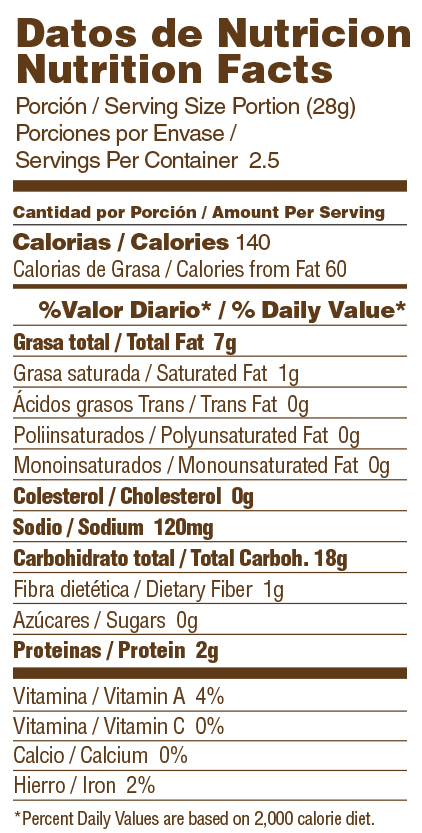 Datos de Nutricion
Nutrition Facts
Porción / Serving Size Portion (28g)
Porciones por Envase /
Servings Per Container 2.5
Cantidad por Porción / Amount Per Serving
Calorias / Calories 140
Calorias de Grasa / Calories from Fat 60
%Valor Diario* / % Daily Value*
Grasa total / Total Fat 7g
Grasa saturada / Saturated Fat 1g
Ácidos grasos Trans / Trans Fat 0g
Poliinsaturados / Polyunsaturated Fat 0g
Monoinsaturados / Monounsaturated Fat 0g
Colesterol / Cholesterol 0g
Sodio / Sodium 120mg
Carbohidrato total / Total Carboh. 18g
Fibra dietética / Dietary Fiber 1g
Azúcares / Sugars 0g
Proteinas / Protein 2g
Vitamina / Vitamin A 4%
Vitamina / Vitamin C 0%
Calcio / Calcium 0%
Hierro / Iron 2%
*Percent Daily Values are based on 2,000 calorie diet.